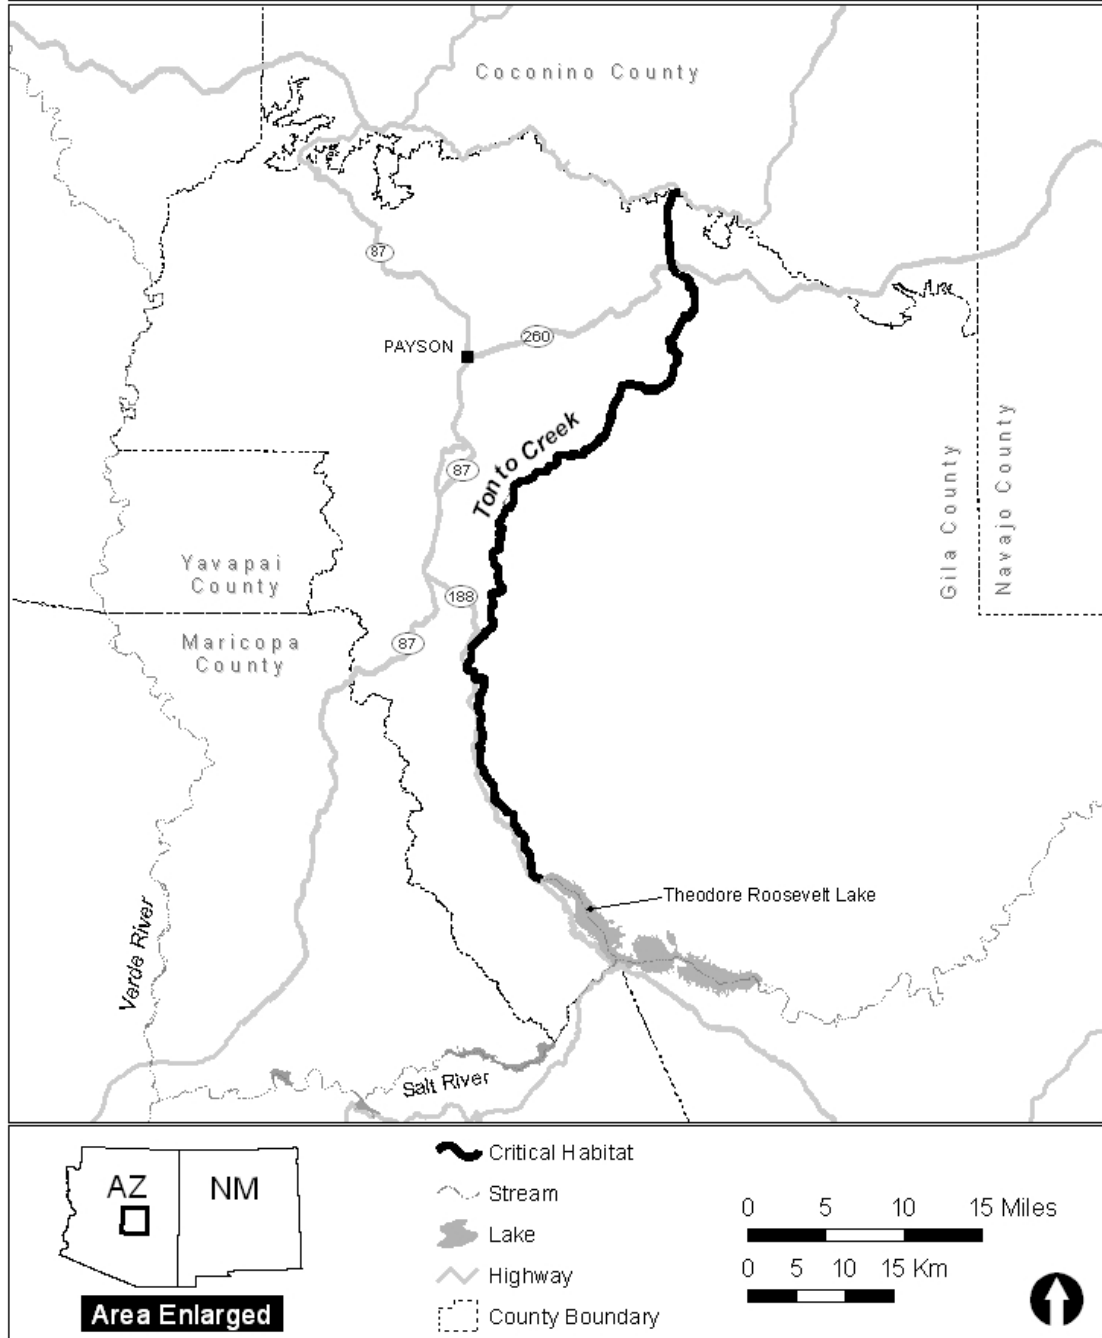 Coconino County
87
260
PAYSON
Tonto Creek
87
Gila County
Navajo County
Yavapai
County
188
Maricopa
County
87
Theodore Roosevelt Lake
Verde River
Salt River
AZ
NM
Area Enlarged
Critical Habitat
Stream
Lake
Highway
County Boundary
0 5 10 15 Miles
0 5 10 15 Km